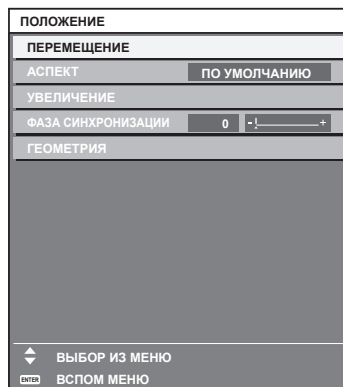 ПОЛОЖЕНИЕ
ПЕРЕМЕЩЕНИЕ
АСПЕКТ ПО УМОЛЧАНИЮ
УВЕЛИЧЕНИЕ
ФАЗА СИНХРОНИЗАЦИИ 0 - +
ГЕОМЕТРИЯ
ВЫБОР ИЗ МЕНЮ
ENTER ВСПОМ МЕНЮ